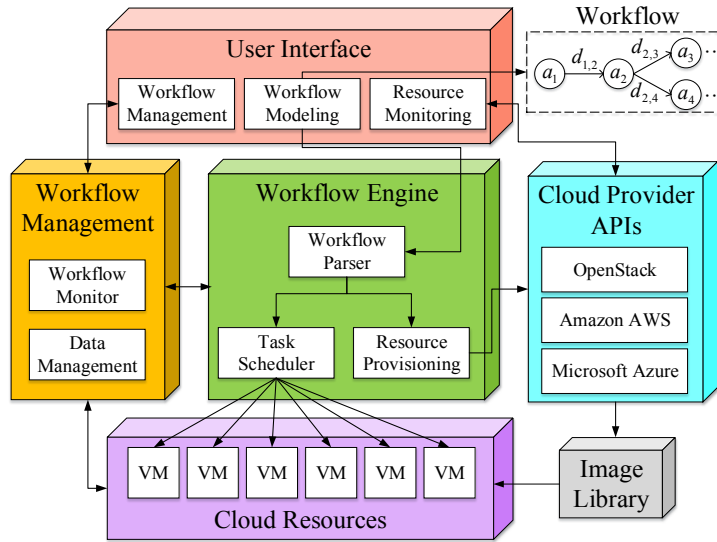 Workflow
a1 d1,2 a2 d2,3 a3 ...
d2,4 a4 ...
User Interface
Workflow
Management
Workflow
Modeling
Resource
Monitoring
Workflow
Management
Workflow
Monitor
Data
Management
Workflow Engine
Workflow
Parser
Task
Scheduler
Resource
Provisioning
Cloud Provider
APIs
OpenStack
Amazon AWS
Microsoft Azure
VM VM VM VM VM VM
Cloud Resources
Image
Library